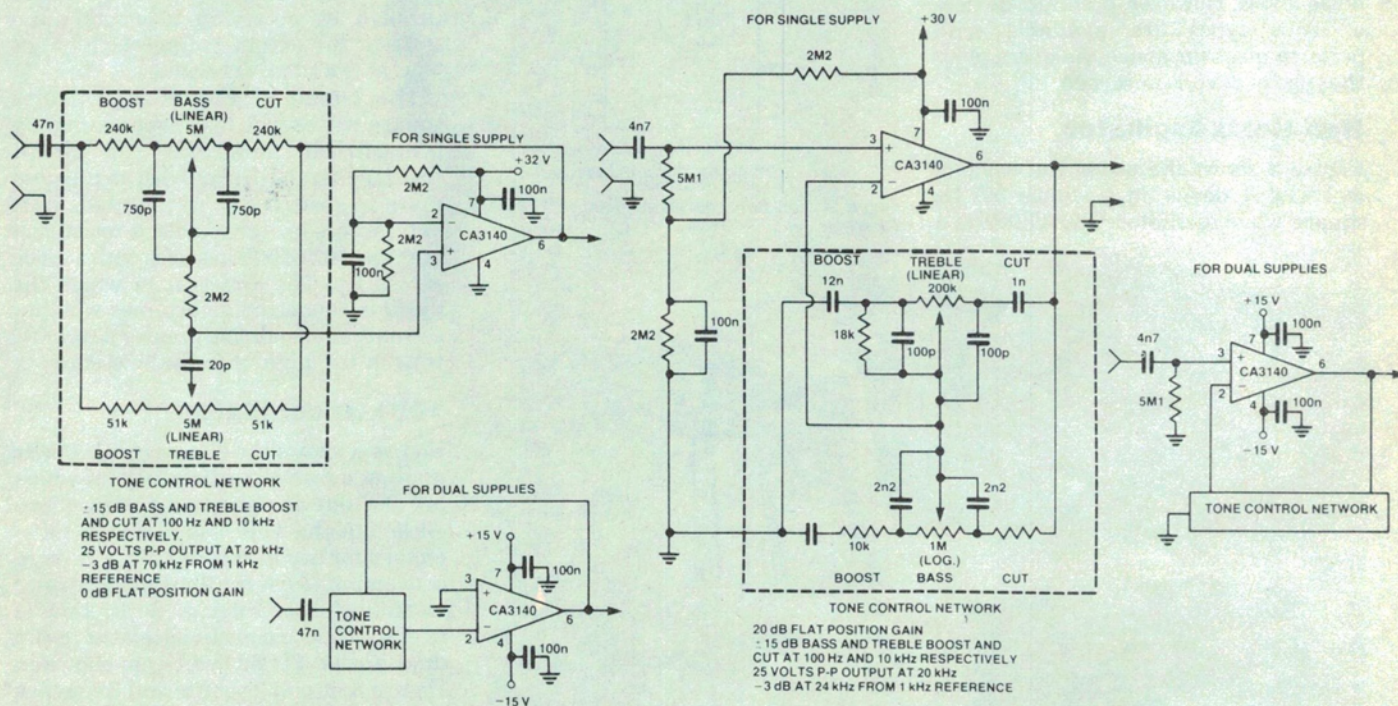 FOR SINGLE SUPPLY
+30 V
2M2
100n
4n7
3
+
7
CA3140
6
2
−
4
5M1
2M2
100n
BOOST
TREBLE
(LINEAR)
200k
CUT
12n
1n
18k
100p
100p
2n2
2n2
10k
1M
(LOG.)
BOOST
BASS
CUT
TONE CONTROL NETWORK
20 dB FLAT POSITION GAIN
±15 dB BASS AND TREBLE BOOST AND
CUT AT 100 Hz AND 10 kHz RESPECTIVELY
25 VOLTS P-P OUTPUT AT 20 kHz
−3 dB AT 24 kHz FROM 1 kHz REFERENCE
BOOST
BASS
(LINEAR)
5M
CUT
47n
240k
240k
750p
750p
2M2
20p
51k
5M
(LINEAR)
51k
BOOST
TREBLE
CUT
TONE CONTROL NETWORK
±15 dB BASS AND TREBLE BOOST
AND CUT AT 100 Hz AND 10 kHz
RESPECTIVELY.
25 VOLTS P-P OUTPUT AT 20 kHz
−3 dB AT 70 kHz FROM 1 kHz
REFERENCE
0 dB FLAT POSITION GAIN
FOR SINGLE SUPPLY
+32 V
2M2
100n
2M2
100n
2
−
7
CA3140
6
3
+
4
FOR DUAL SUPPLIES
+15 V
100n
3
+
7
CA3140
6
2
−
4
100n
−15 V
47n
TONE
CONTROL
NETWORK
FOR DUAL SUPPLIES
+15 V
100n
4n7
3
+
7
CA3140
6
2
−
4
5M1
100n
−15 V
TONE CONTROL NETWORK